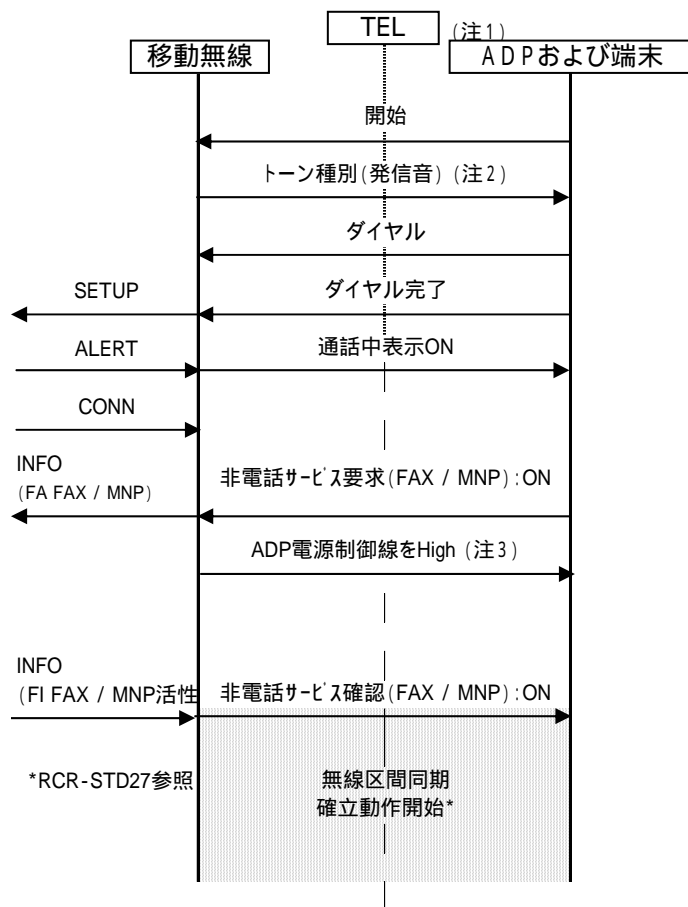 TEL
(注1)
移動無線
ADPおよび端末
開始
トーン種別(発信音) (注2)
ダイヤル
SETUP
ダイヤル完了
ALERT
通話中表示ON
CONN
INFO
(FA FAX / MNP)
非電話ｻｰﾋﾞｽ要求(FAX / MNP):ON
ADP電源制御線をHigh (注3)
INFO
(FI FAX / MNP活性
非電話ｻｰﾋﾞｽ確認(FAX / MNP):ON
*RCR-STD27参照
無線区間同期
確立動作開始*